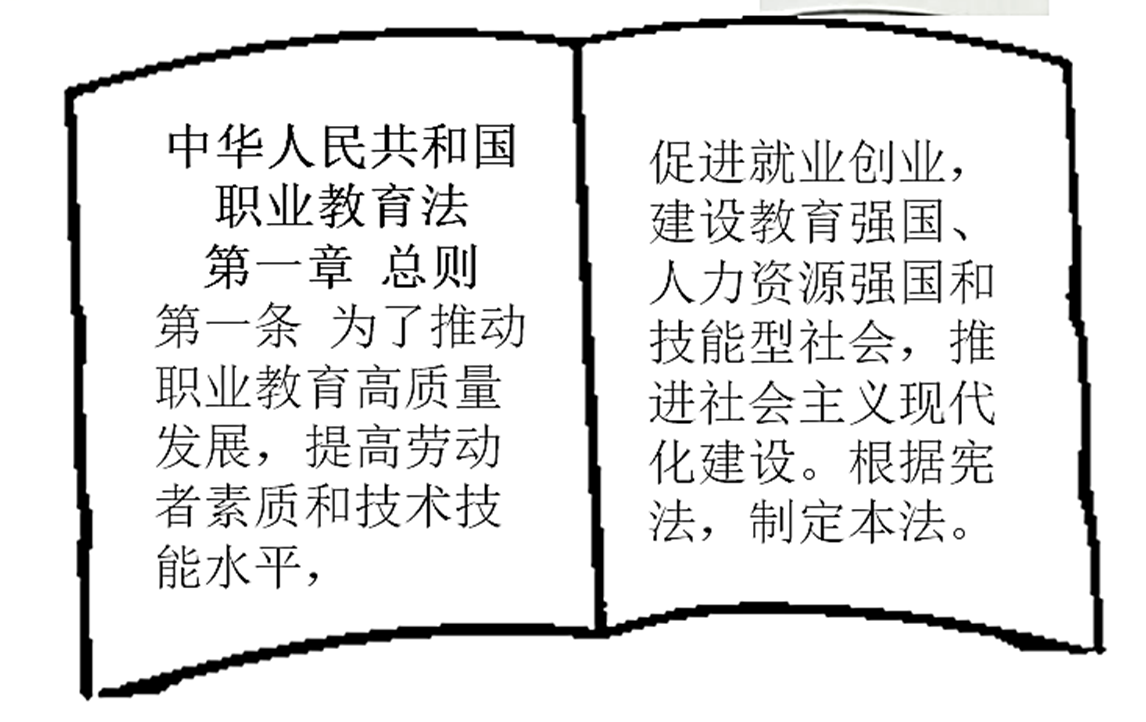 中华人民共和国
职业教育法
第一章 总则
第一条 为了推动
职业教育高质量
发展，提高劳动
者素质和技术技
能水平，
促进就业创业，
建设教育强国、
人力资源强国和
技能型社会，推
进社会主义现代
化建设。根据宪
法，制定本法。